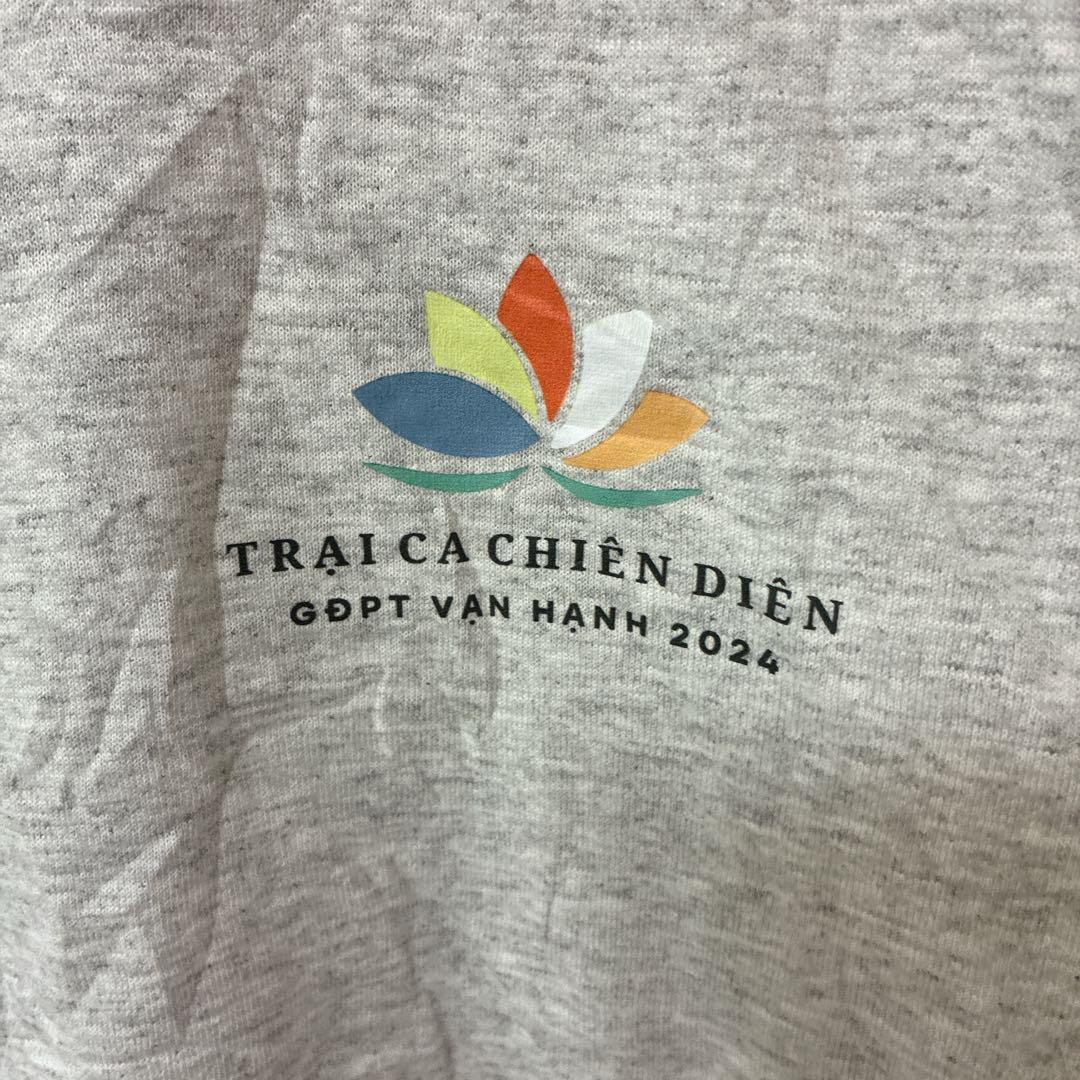 TRẠI CA CHIÊN DIÊN
GĐPT VẠN HẠNH 2024